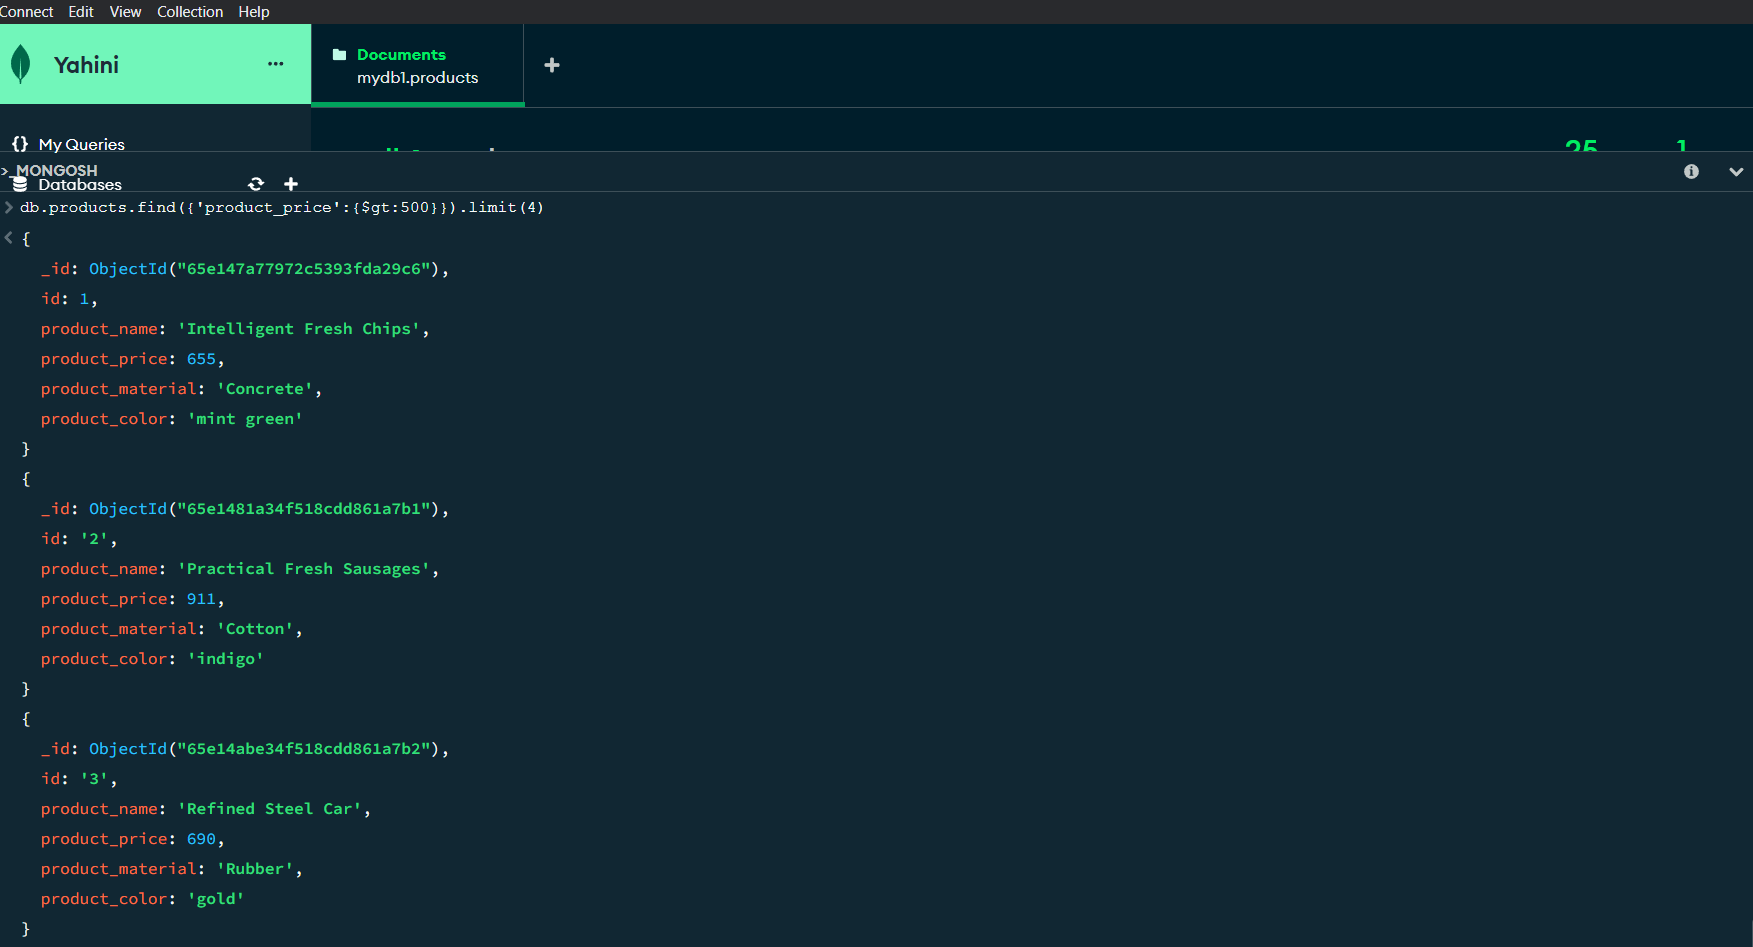 Connect Edit View Collection Help
Yahini ...
Documents
mydb1.products
+
{} My Queries
25 1
>_MONGOSH
Databases
> db.products.find({'product_price':{$gt:500}}).limit(4)
< {
_id: ObjectId("65e147a77972c5393fda29c6"),
id: 1,
product_name: 'Intelligent Fresh Chips',
product_price: 655,
product_material: 'Concrete',
product_color: 'mint green'
}
{
_id: ObjectId("65e1481a34f518cdd861a7b1"),
id: '2',
product_name: 'Practical Fresh Sausages',
product_price: 911,
product_material: 'Cotton',
product_color: 'indigo'
}
{
_id: ObjectId("65e14abe34f518cdd861a7b2"),
id: '3',
product_name: 'Refined Steel Car',
product_price: 690,
product_material: 'Rubber',
product_color: 'gold'
}